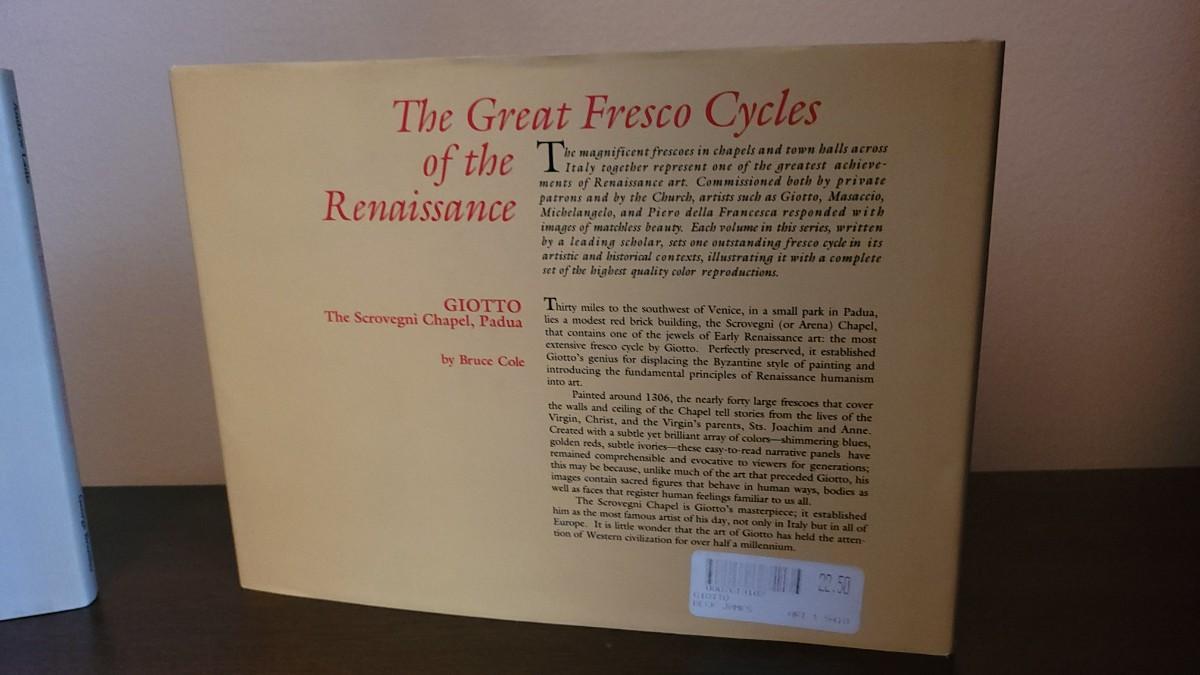 The Great Fresco Cycles
of the
Renaissance
The magnificent frescoes in chapels and town halls across
Italy together represent one of the greatest achieve-
ments of Renaissance art. Commissioned both by private
patrons and by the Church, artists such as Giotto, Masaccio,
Michelangelo, and Piero della Francesca responded with
images of matchless beauty. Each volume in this series, written
by a leading scholar, sets one outstanding fresco cycle in its
artistic and historical contexts, illustrating it with a complete
set of the highest quality color reproductions.
GIOTTO
The Scrovegni Chapel, Padua
by Bruce Cole
Thirty miles to the southwest of Venice, in a small park in Padua,
lies a modest red brick building, the Scrovegni (or Arena) Chapel,
that contains one of the jewels of Early Renaissance art: the most
extensive fresco cycle by Giotto. Perfectly preserved, it established
Giotto's genius for displacing the Byzantine style of painting and
introducing the fundamental principles of Renaissance humanism
into art.
Painted around 1306, the nearly forty large frescoes that cover
the walls and ceiling of the Chapel tell stories from the lives of the
Virgin, Christ, and the Virgin's parents, Sts. Joachim and Anne.
Created with a subtle yet brilliant array of colors—shimmering blues,
golden reds, subtle ivories—these easy-to-read narrative panels have
remained comprehensible and evocative to viewers for generations;
this may be because, unlike much of the art that preceded Giotto, his
images contain sacred figures that behave in human ways, bodies as
well as faces that register human feelings familiar to us all.
The Scrovegni Chapel is Giotto's masterpiece; it established
him as the most famous artist of his day, not only in Italy but in all of
Europe. It is little wonder that the art of Giotto has held the atten-
tion of Western civilization for over half a millennium.
22.50
GIOTTO
BECK JAMES